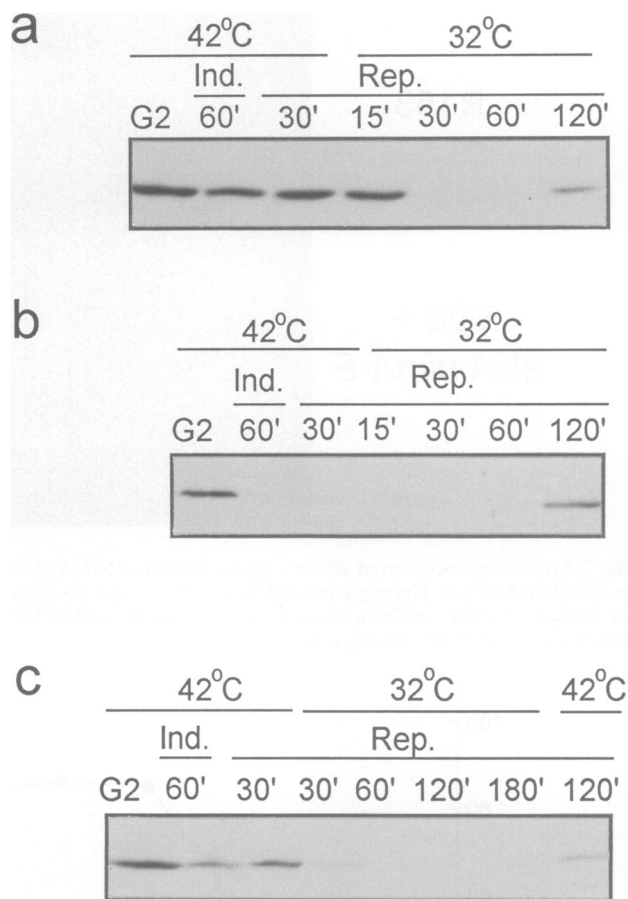 a
42°C 32°C
Ind. Rep.
G2 60' 30' 15' 30' 60' 120'
b
42°C 32°C
Ind. Rep.
G2 60' 30' 15' 30' 60' 120'
c
42°C 32°C 42°C
Ind. Rep.
G2 60' 30' 30' 60' 120' 180' 120'